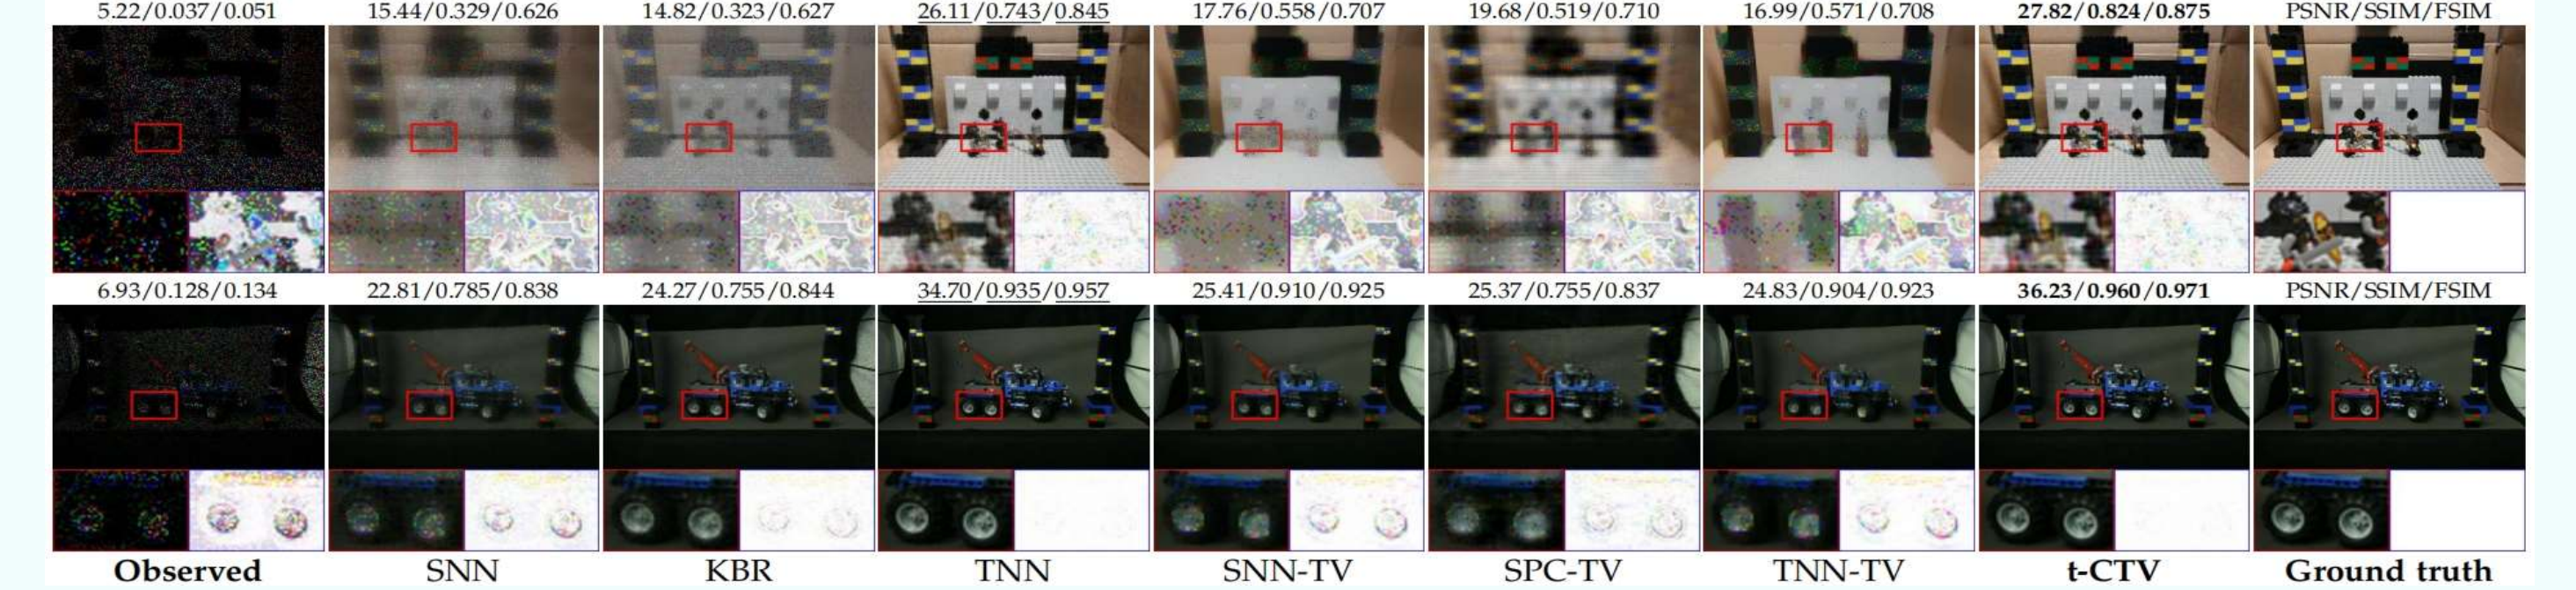 5.22/0.037/0.051 15.44/0.329/0.626 14.82/0.323/0.627 26.11/0.743/0.845 17.76/0.558/0.707 19.68/0.519/0.710 16.99/0.571/0.708 27.82/0.824/0.875 PSNR/SSIM/FSIM
6.93/0.128/0.134 22.81/0.785/0.838 24.27/0.755/0.844 34.70/0.935/0.957 25.41/0.910/0.925 25.37/0.755/0.837 24.83/0.904/0.923 36.23/0.960/0.971 PSNR/SSIM/FSIM
Observed SNN KBR TNN SNN-TV SPC-TV TNN-TV t-CTV Ground truth